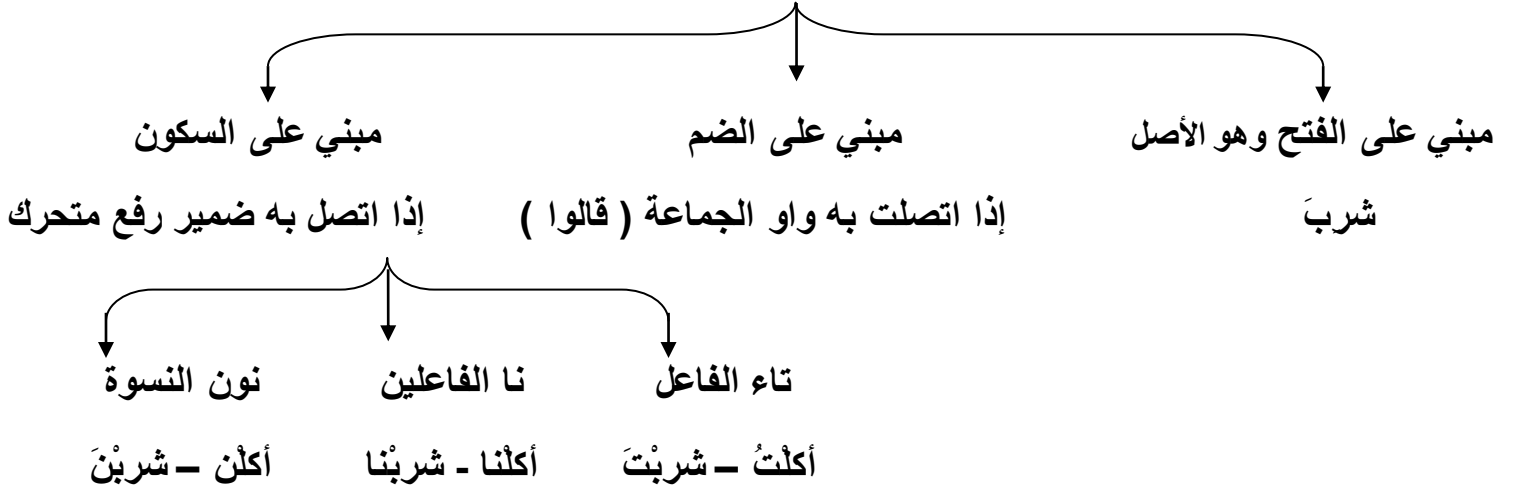 مبني على الفتح وهو الأصل مبني على الضم مبني على السكون
شرِبَ إذا اتصلت به واو الجماعة ( قالوا ) إذا اتصل به ضمير رفع متحرك
تاء الفاعل نا الفاعلين نون النسوة
أكلْتُ – شربْتَ أكلْنا - شربْنا أكلْن – شربْنَ